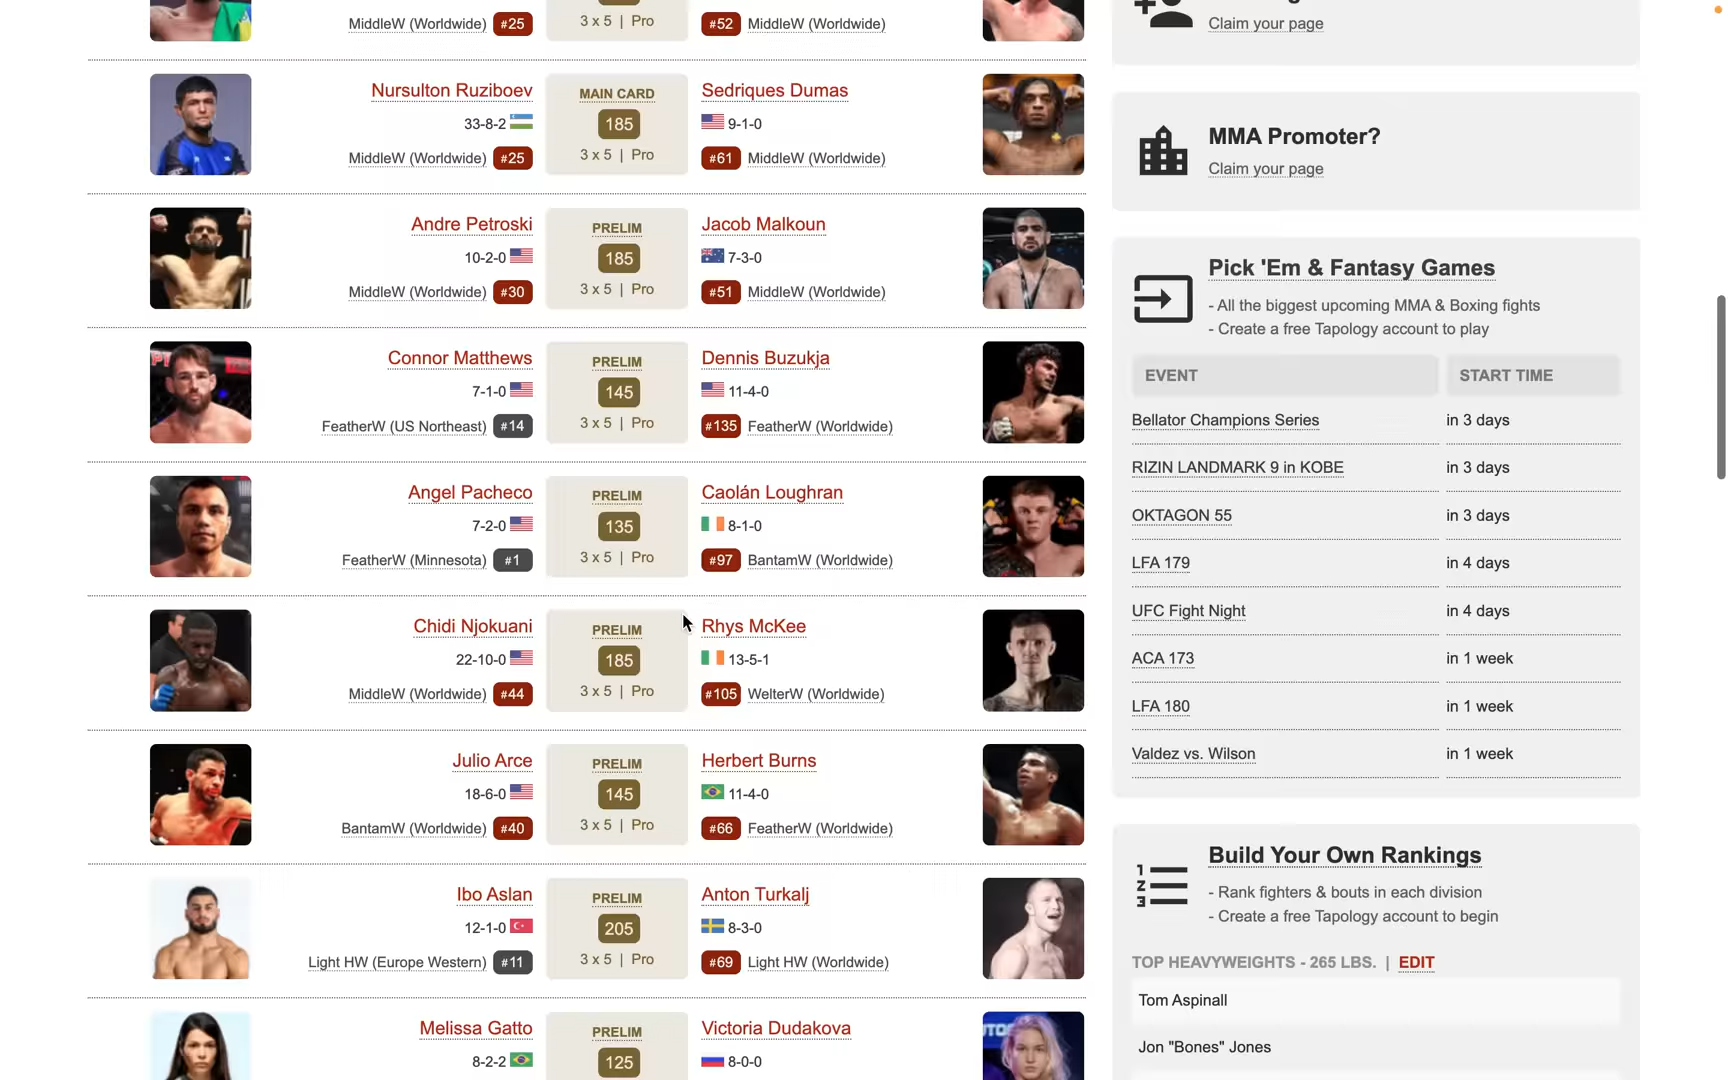 MiddleW (Worldwide) #25
3 x 5 | Pro
#52 MiddleW (Worldwide)
Nursulton Ruziboev
33-8-2
MiddleW (Worldwide) #25
MAIN CARD
185
3 x 5 | Pro
Sedriques Dumas
9-1-0
#61 MiddleW (Worldwide)
Andre Petroski
10-2-0
MiddleW (Worldwide) #30
PRELIM
185
3 x 5 | Pro
Jacob Malkoun
7-3-0
#51 MiddleW (Worldwide)
Connor Matthews
7-1-0
FeatherW (US Northeast) #14
PRELIM
145
3 x 5 | Pro
Dennis Buzukja
11-4-0
#135 FeatherW (Worldwide)
Angel Pacheco
7-2-0
FeatherW (Minnesota) #1
PRELIM
135
3 x 5 | Pro
Caolán Loughran
8-1-0
#97 BantamW (Worldwide)
Chidi Njokuani
22-10-0
MiddleW (Worldwide) #44
PRELIM
185
3 x 5 | Pro
Rhys McKee
13-5-1
#105 WelterW (Worldwide)
Julio Arce
18-6-0
BantamW (Worldwide) #40
PRELIM
145
3 x 5 | Pro
Herbert Burns
11-4-0
#66 FeatherW (Worldwide)
Ibo Aslan
12-1-0
Light HW (Europe Western) #11
PRELIM
205
3 x 5 | Pro
Anton Turkalj
8-3-0
#69 Light HW (Worldwide)
Melissa Gatto
8-2-2
PRELIM
125
Victoria Dudakova
8-0-0
Claim your page
MMA Promoter?
Claim your page
Pick 'Em & Fantasy Games
- All the biggest upcoming MMA & Boxing fights
- Create a free Tapology account to play
EVENT START TIME
Bellator Champions Series in 3 days
RIZIN LANDMARK 9 in KOBE in 3 days
OKTAGON 55 in 3 days
LFA 179 in 4 days
UFC Fight Night in 4 days
ACA 173 in 1 week
LFA 180 in 1 week
Valdez vs. Wilson in 1 week
Build Your Own Rankings
- Rank fighters & bouts in each division
- Create a free Tapology account to begin
TOP HEAVYWEIGHTS - 265 LBS. | EDIT
Tom Aspinall
Jon "Bones" Jones